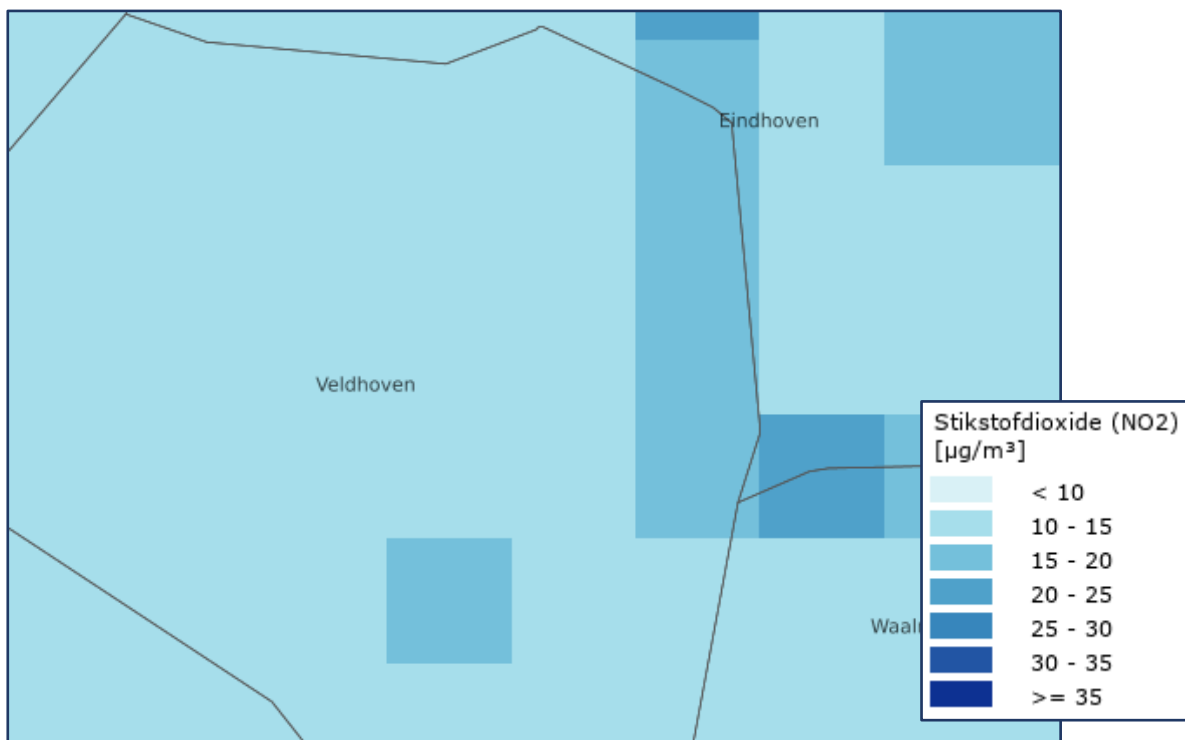 Eindhoven
Veldhoven
Stikstofdioxide (NO2)
[µg/m³]
< 10
10 - 15
15 - 20
20 - 25
25 - 30
30 - 35
>= 35